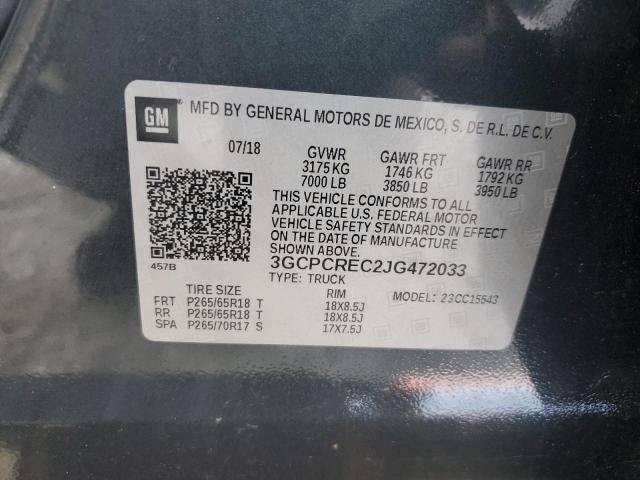 GM ® MFD BY GENERAL MOTORS DE MEXICO, S. DE R.L. DE C.V.
07/18 GVWR GAWR FRT GAWR RR
3175 KG 1746 KG 1792 KG
7000 LB 3850 LB 3950 LB
THIS VEHICLE CONFORMS TO ALL
APPLICABLE U.S. FEDERAL MOTOR
VEHICLE SAFETY STANDARDS IN EFFECT
ON THE DATE OF MANUFACTURE
SHOWN ABOVE.
457B 3GCPCREC2JG472033
TYPE: TRUCK
TIRE SIZE RIM MODEL: 23CC15543
FRT P265/65R18 T 18X8.5J
RR P265/65R18 T 18X8.5J
SPA P265/70R17 S 17X7.5J